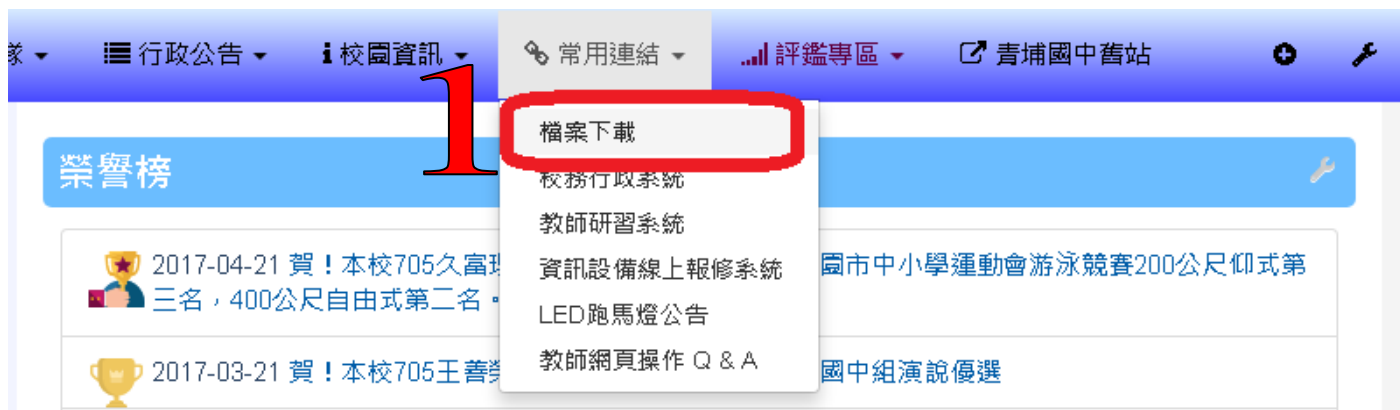 隊 行政公告 校園資訊 常用連結 評鑑專區 青埔國中舊站
1
檔案下載
榮譽榜
校務行政系統
教師研習系統
2017-04-21 賀！本校705久富 園市中小學運動會游泳競賽200公尺仰式第
資訊設備線上報修系統
三名，400公尺自由式第二名。
LED跑馬燈公告
教師網頁操作 Q & A
2017-03-21 賀！本校705王善 國中組演說優選